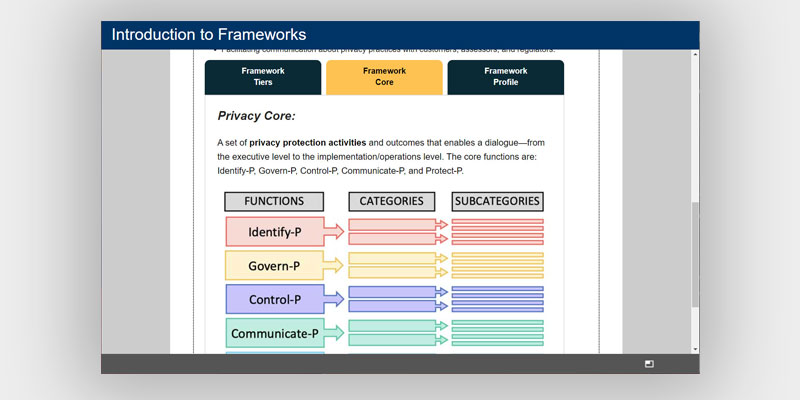 Introduction to Frameworks
Facilitating communication about privacy practices with customers, assessors, and regulators.
Framework
Tiers
Framework
Core
Framework
Profile
Privacy Core:
A set of privacy protection activities and outcomes that enables a dialogue—from
the executive level to the implementation/operations level. The core functions are:
Identify-P, Govern-P, Control-P, Communicate-P, and Protect-P.
FUNCTIONS
CATEGORIES
SUBCATEGORIES
Identify-P
Govern-P
Control-P
Communicate-P